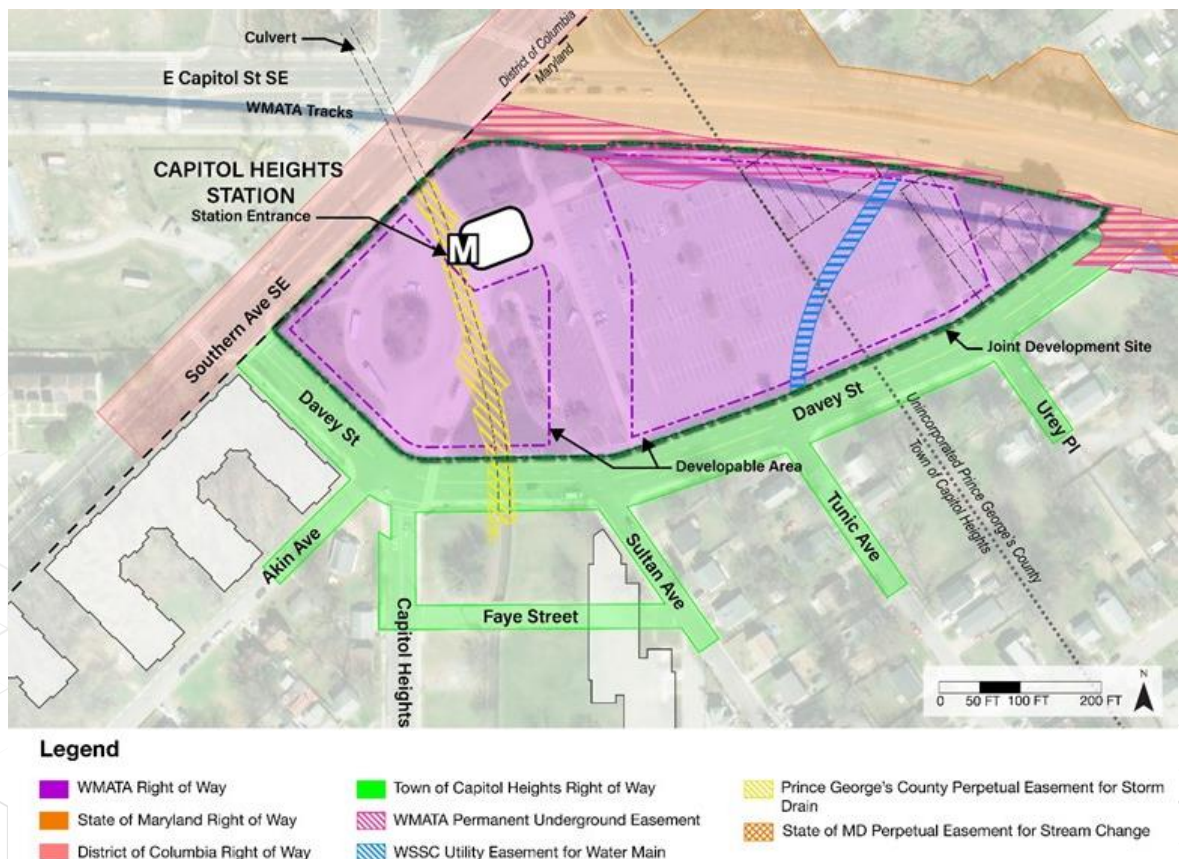 Culvert
E Capitol St SE
WMATA Tracks
District of Columbia
Maryland
CAPITOL HEIGHTS
STATION
Station Entrance
M
Southern Ave SE
Joint Development Site
Davey St
Davey St
Developable Area
Urey Pl
Unincorporated Prince George's County
Town of Capitol Heights
Akin Ave
Tunic Ave
Sultan Ave
Faye Street
Capitol Heights
N
0 50 FT 100 FT 200 FT
Legend
WMATA Right of Way
State of Maryland Right of Way
District of Columbia Right of Way
Town of Capitol Heights Right of Way
WMATA Permanent Underground Easement
WSSC Utility Easement for Water Main
Prince George's County Perpetual Easement for Storm
Drain
State of MD Perpetual Easement for Stream Change